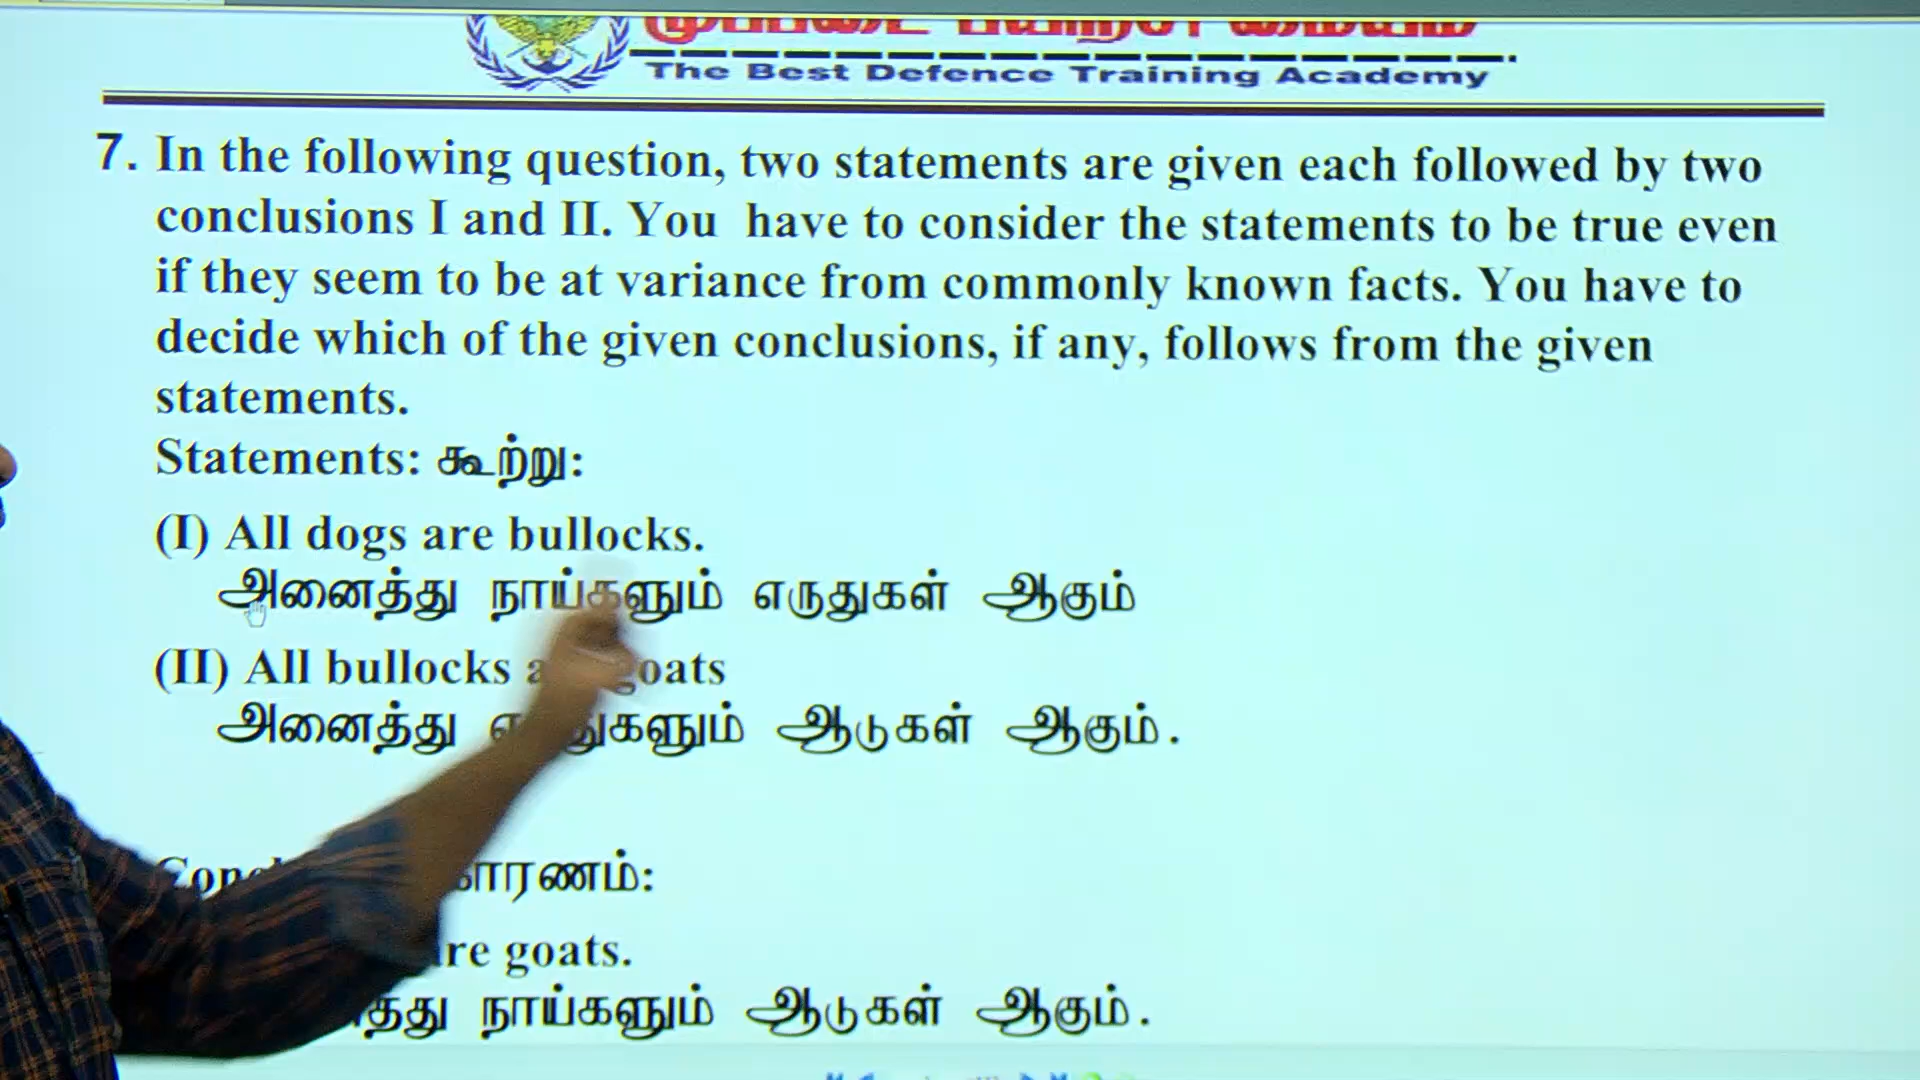 The Best Defence Training Academy
7. In the following question, two statements are given each followed by two
conclusions I and II. You have to consider the statements to be true even
if they seem to be at variance from commonly known facts. You have to
decide which of the given conclusions, if any, follows from the given
statements.
Statements: கூற்று:
(I) All dogs are bullocks.
அனைத்து நாய்களும் எருதுகள் ஆகும்
(II) All bullocks goats
அனைத்து ஆடுகள் ஆகும்.
goats.
நாய்களும் ஆடுகள் ஆகும்.